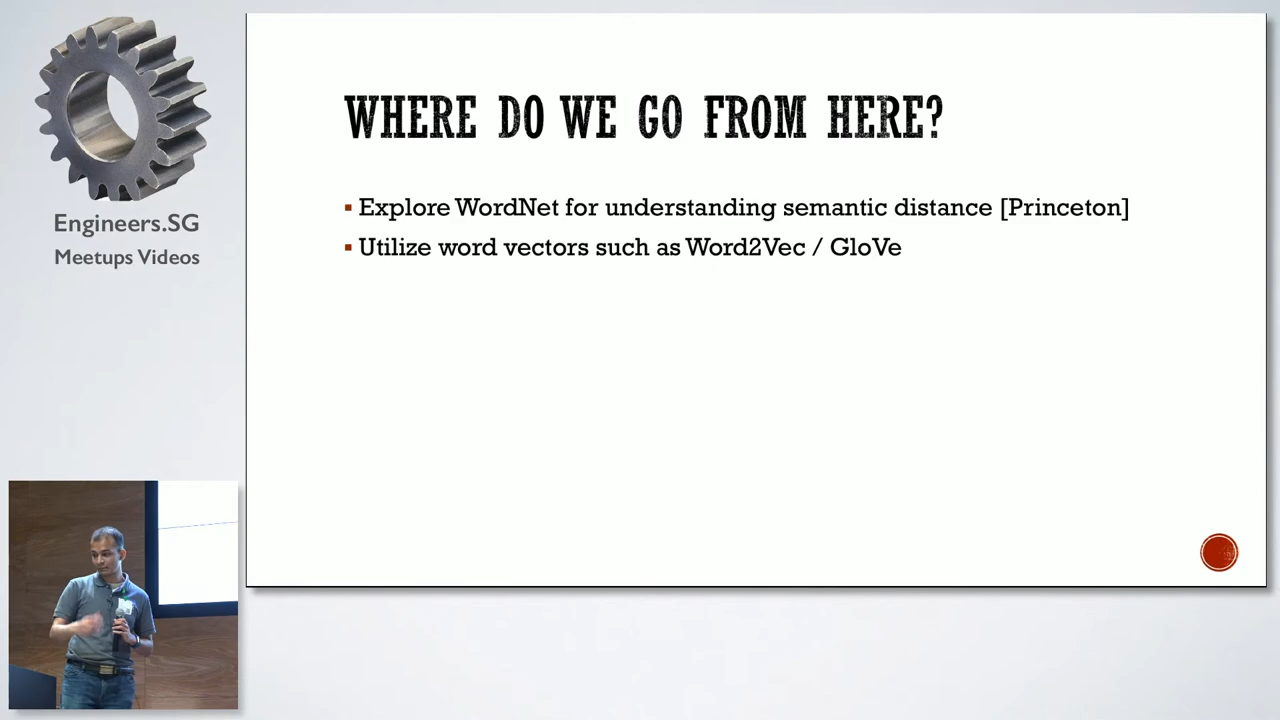 Engineers.SG
Meetups Videos
WHERE DO WE GO FROM HERE?
▪ Explore WordNet for understanding semantic distance [Princeton]
▪ Utilize word vectors such as Word2Vec / GloVe